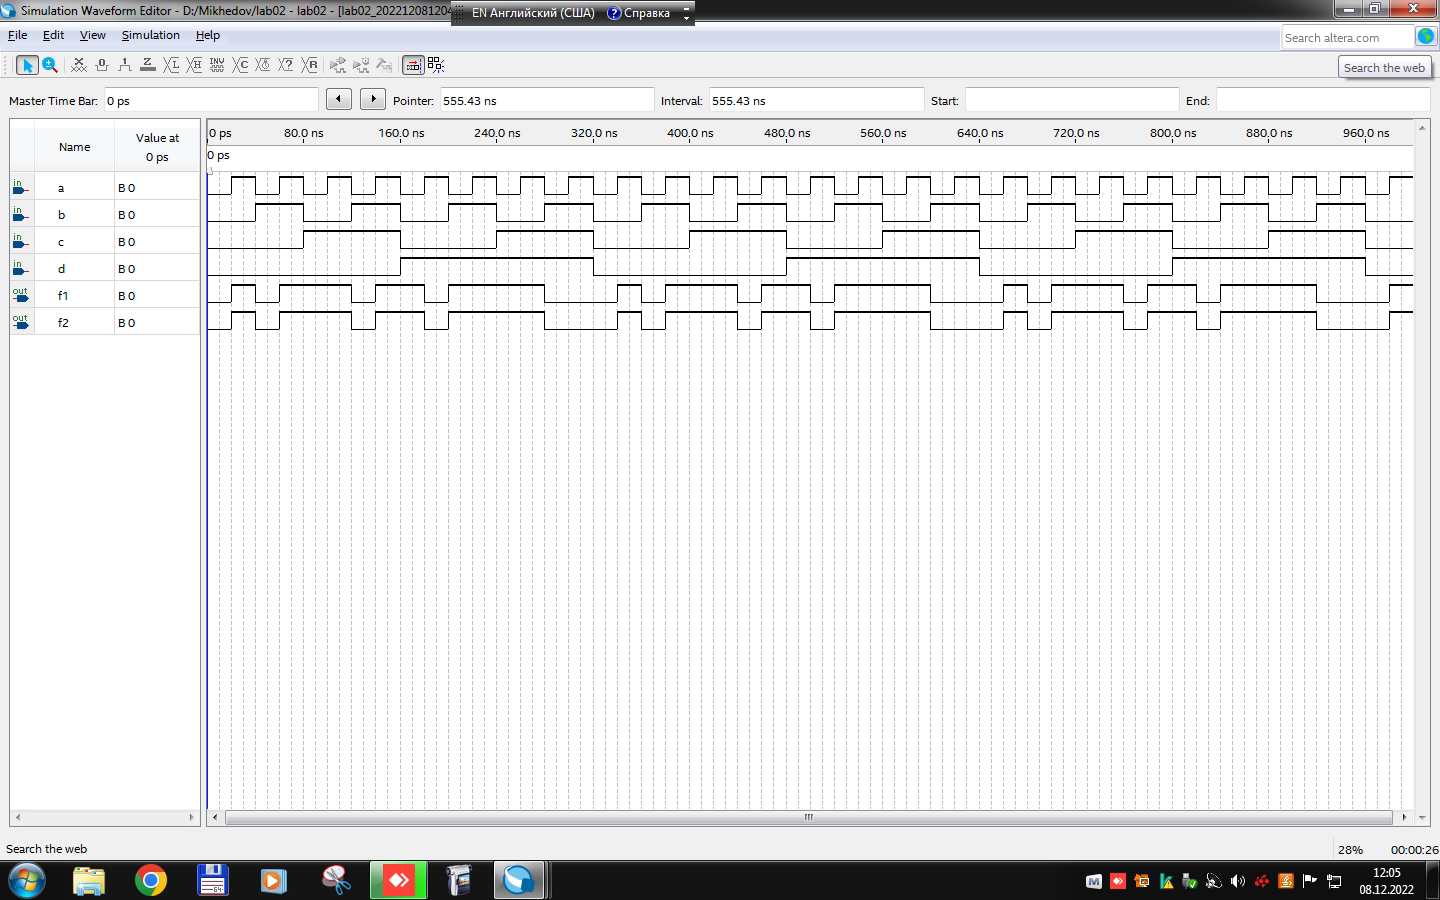 Simulation Waveform Editor - D:/Mikhedov/lab02 - lab02 - [lab02_202212081204
EN Английский (США) Справка
File Edit View Simulation Help
Search altera.com
Search the web
Master Time Bar: 0 ps Pointer: 555.43 ns Interval: 555.43 ns Start: End:
Name Value at 0 ps
0 ps 80.0 ns 160.0 ns 240.0 ns 320.0 ns 400.0 ns 480.0 ns 560.0 ns 640.0 ns 720.0 ns 800.0 ns 880.0 ns 960.0 ns
0 ps
in a B 0
in b B 0
in c B 0
in d B 0
out f1 B 0
out f2 B 0
Search the web 28% 00:00:26
64
12:05
08.12.2022